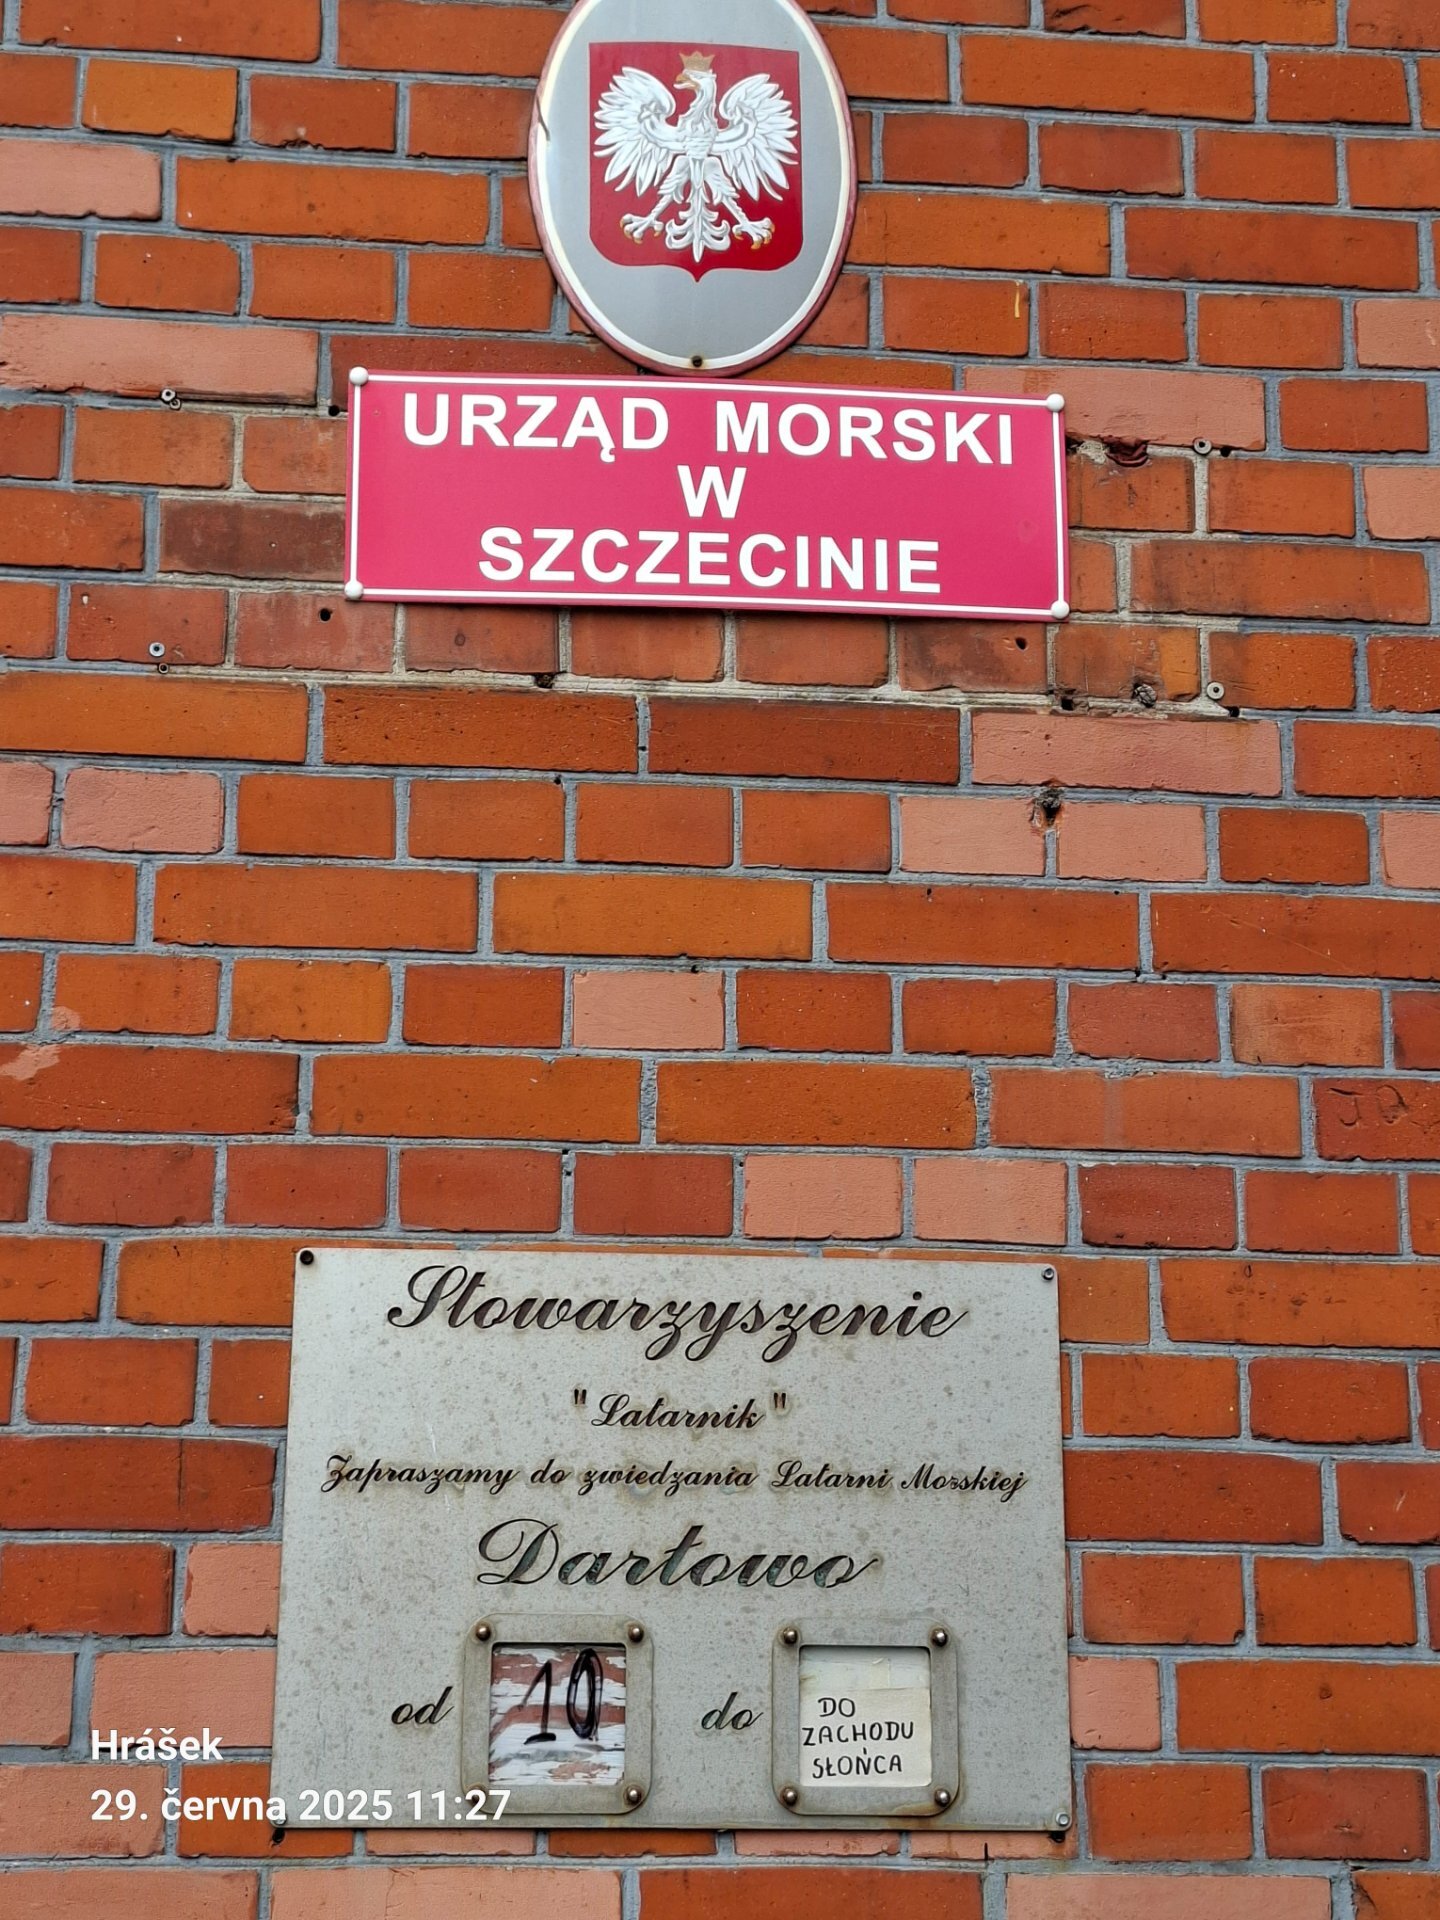 URZĄD MORSKI
W
SZCZECINIE
Stowarzyszenie
"Latarnik"
Zapraszamy do zwiedzania Latarni Morskiej
Darłowo
od 10 do DO
ZACHODU
SŁOŃCA
Hrášek
29. června 2025 11:27